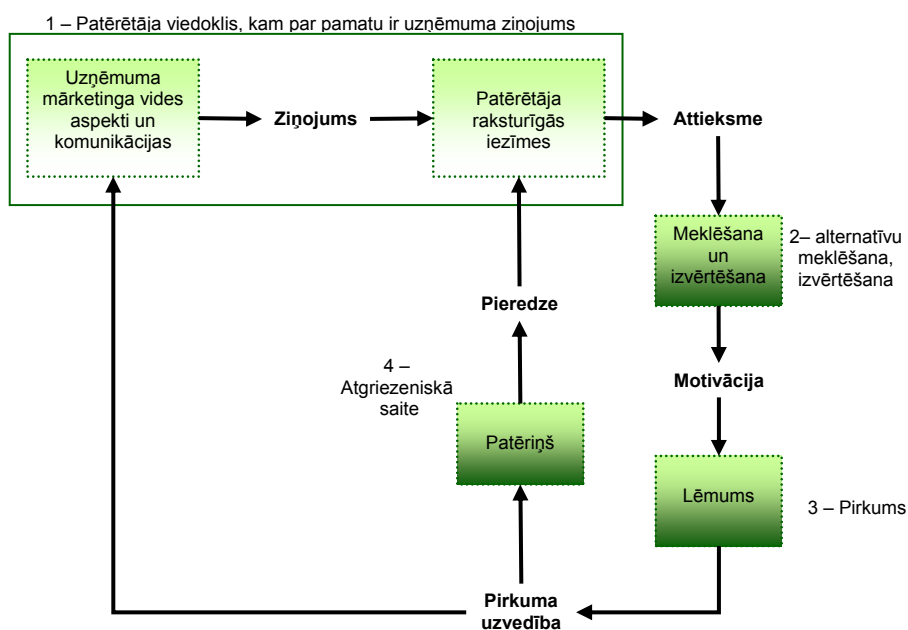 1 – Patērētāja viedoklis, kam par pamatu ir uzņēmuma ziņojums
Uzņēmuma
mārketinga vides
aspekti un
komunikācijas
Ziņojums
Patērētāja
raksturīgās
iezīmes
Attieksme
Meklēšana
un
izvērtēšana
2– alternatīvu
meklēšana,
izvērtēšana
Motivācija
Lēmums
3 – Pirkums
Pirkuma
uzvedība
Patēriņš
4 –
Atgriezeniskā
saite
Pieredze